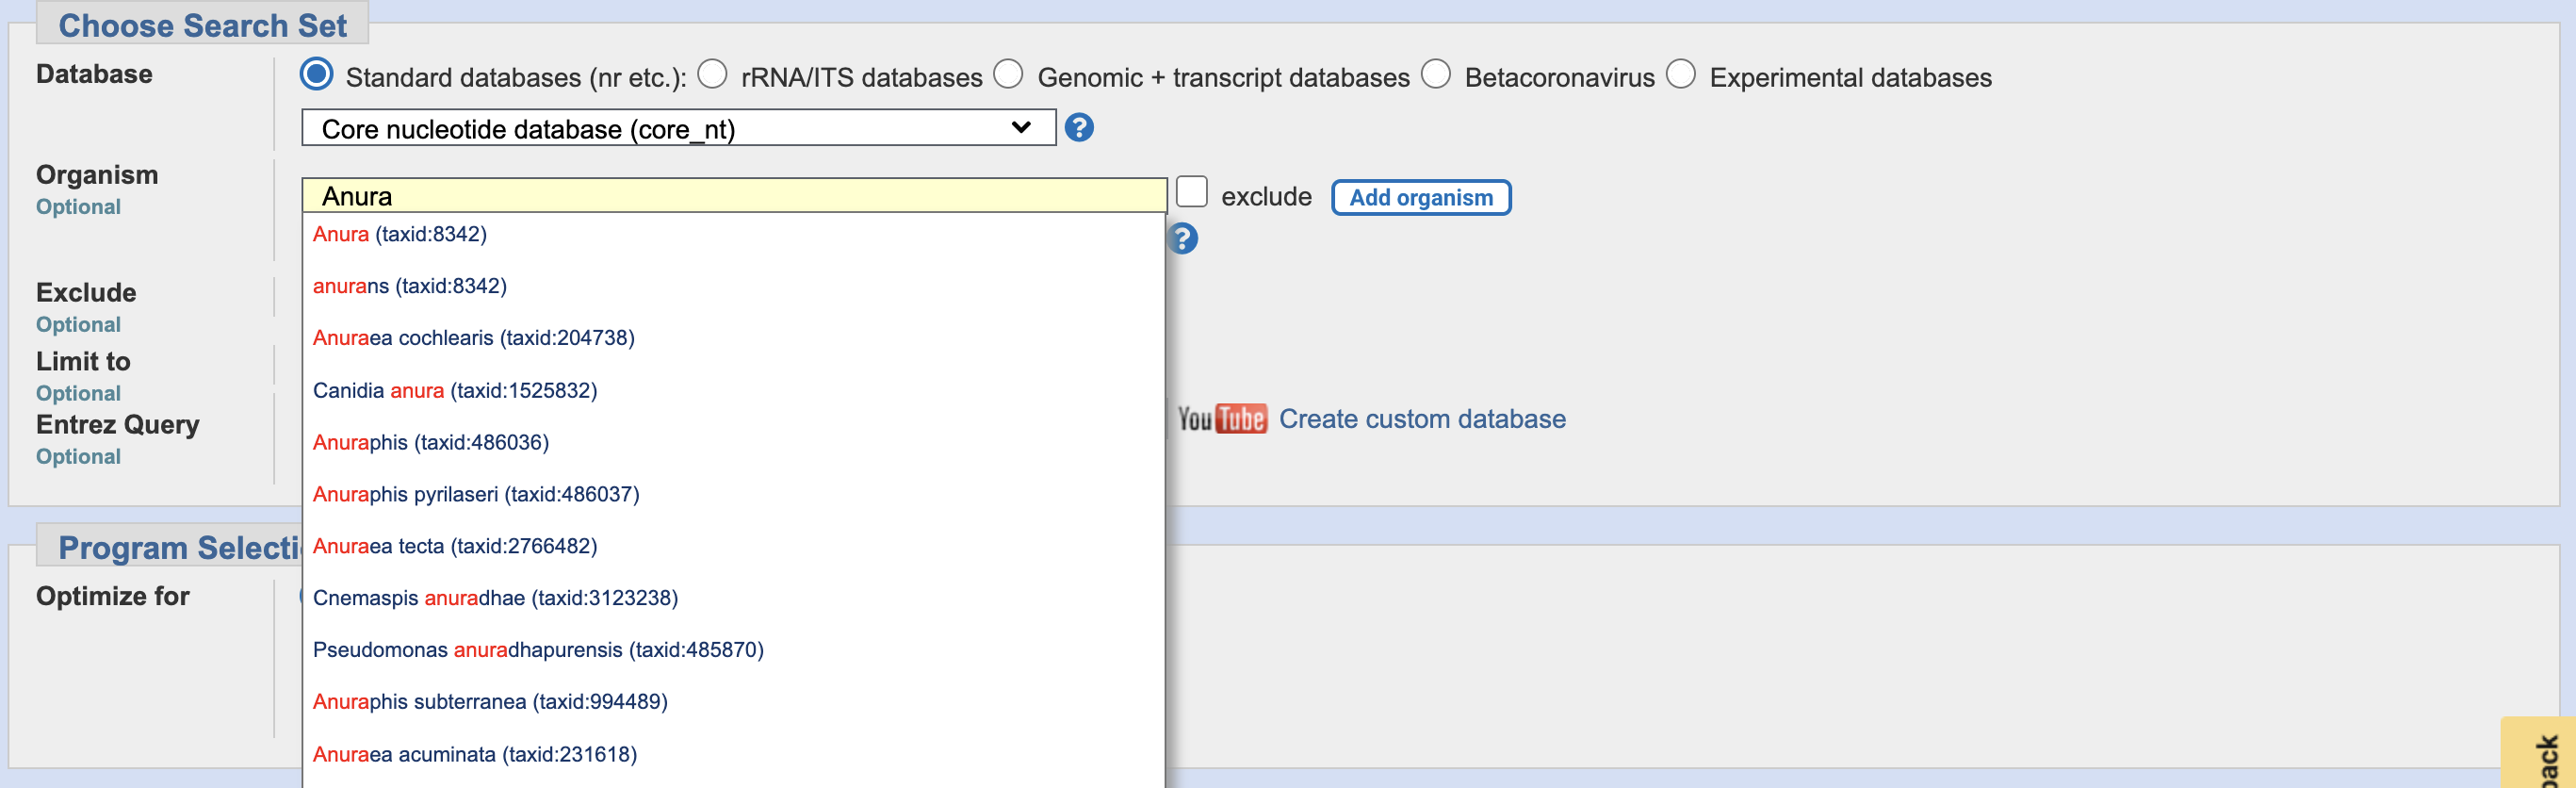 Choose Search Set
Database
Standard databases (nr etc.): rRNA/ITS databases Genomic + transcript databases Betacoronavirus Experimental databases
Core nucleotide database (core_nt)
Organism
Optional
Anura
exclude Add organism
Anura (taxid:8342)
anurans (taxid:8342)
Anuraea cochlearis (taxid:204738)
Canidia anura (taxid:1525832)
Anuraphis (taxid:486036)
Anuraphis pyrilaseri (taxid:486037)
Anuraea tecta (taxid:2766482)
Cnemaspis anuradhae (taxid:3123238)
Pseudomonas anuradhapurensis (taxid:485870)
Anuraphis subterranea (taxid:994489)
Anuraea acuminata (taxid:231618)
Exclude
Optional
Limit to
Optional
Entrez Query
Optional
YouTube Create custom database
Program Selecti
Optimize for
back